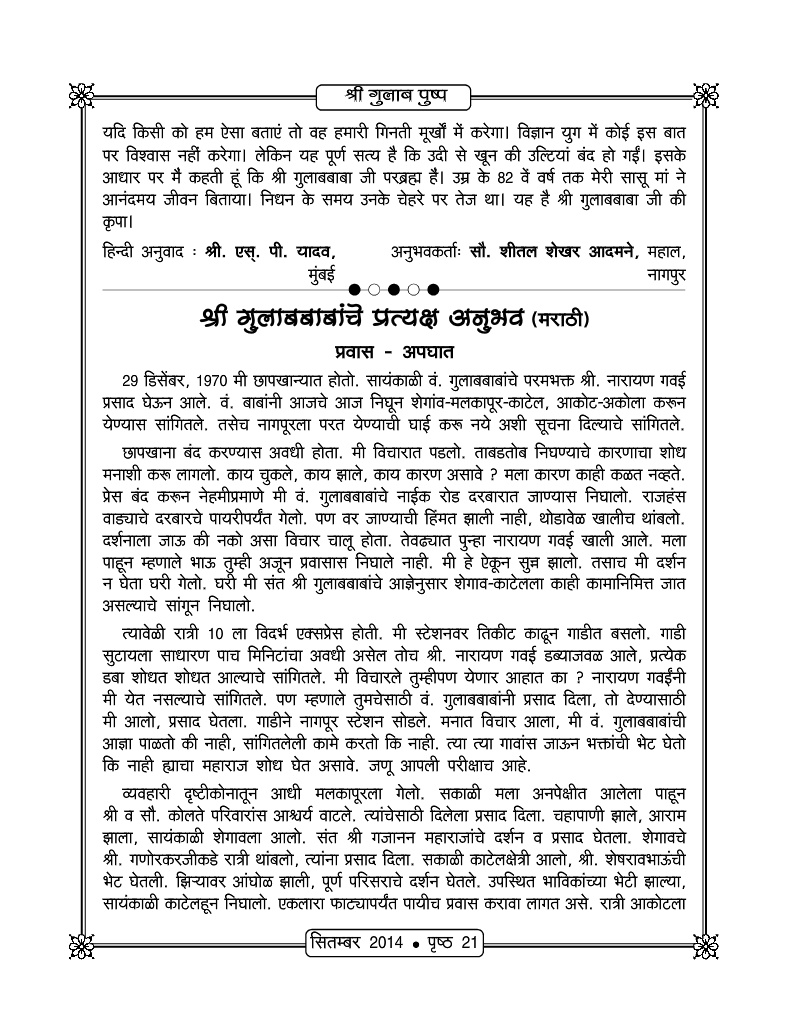 श्री गुलाब पुष्प
यदि किसी को हम ऐसा बताएं तो वह हमारी गिनती मूर्खों में करेगा। विज्ञान युग में कोई इस बात
पर विश्वास नहीं करेगा। लेकिन यह पूर्ण सत्य है कि उदी से खून की उल्टियां बंद हो गईं। इसके
आधार पर मै कहती हूं कि श्री गुलाबबाबा जी परब्रह्म है। उम्र के 82 वें वर्ष तक मेरी सासू मां ने
आनंदमय जीवन बिताया। निधन के समय उनके चेहरे पर तेज था। यह है श्री गुलाबबाबा जी की
कृपा।
हिन्दी अनुवाद : श्री. एस्. पी. यादव, अनुभवकर्ताः सौ. शीतल शेखर आदमने, महाल,
मुंबई नागपुर
श्री गुलाबबाबांचे प्रत्यक्ष अनुभव (मराठी)
प्रवास - अपघात
29 डिसेंबर, 1970 मी छापखान्यात होतो. सायंकाळी वं. गुलाबबाबांचे परमभक्त श्री. नारायण गवई
प्रसाद घेऊन आले. वं. बाबांनी आजचे आज निघून शेगांव-मलकापूर-काटेल, आकोट-अकोला करून
येण्यास सांगितले. तसेच नागपूरला परत येण्याची घाई करू नये अशी सूचना दिल्याचे सांगितले.
छापखाना बंद करण्यास अवधी होता. मी विचारात पडलो. ताबडतोब निघण्याचे कारणाचा शोध
मनाशी करू लागलो. काय चुकले, काय झाले, काय कारण असावे ? मला कारण काही कळत नव्हते.
प्रेस बंद करून नेहमीप्रमाणे मी वं. गुलाबबाबांचे नाईक रोड दरबारात जाण्यास निघालो. राजहंस
वाड्याचे दरबारचे पायरीपर्यंत गेलो. पण वर जाण्याची हिंमत झाली नाही, थोडावेळ खालीच थांबलो.
दर्शनाला जाऊ की नको असा विचार चालू होता. तेवढ्यात पुन्हा नारायण गवई खाली आले. मला
पाहून म्हणाले भाऊ तुम्ही अजून प्रवासास निघाले नाही. मी हे ऐकून सुन्न झालो. तसाच मी दर्शन
न घेता घरी गेलो. घरी मी संत श्री गुलाबबाबांचे आज्ञेनुसार शेगाव-काटेलला काही कामानिमित्त जात
असल्याचे सांगून निघालो.
त्यावेळी रात्री 10 ला विदर्भ एक्सप्रेस होती. मी स्टेशनवर तिकीट काढून गाडीत बसलो. गाडी
सुटायला साधारण पाच मिनिटांचा अवधी असेल तोच श्री. नारायण गवई डब्याजवळ आले, प्रत्येक
डबा शोधत शोधत आल्याचे सांगितले. मी विचारले तुम्हीपण येणार आहात का ? नारायण गवईंनी
मी येत नसल्याचे सांगितले. पण म्हणाले तुमचेसाठी वं. गुलाबबाबांनी प्रसाद दिला, तो देण्यासाठी
मी आलो, प्रसाद घेतला. गाडीने नागपूर स्टेशन सोडले. मनात विचार आला, मी वं. गुलाबबाबांची
आज्ञा पाळतो की नाही, सांगितलेली कामे करतो कि नाही. त्या त्या गावांस जाऊन भक्तांची भेट घेतो
कि नाही ह्याचा महाराज शोध घेत असावे. जणू आपली परीक्षाच आहे.
व्यवहारी दृष्टीकोनातून आधी मलकापूरला गेलो. सकाळी मला अनपेक्षीत आलेला पाहून
श्री व सौ. कोलते परिवारांस आश्चर्य वाटले. त्यांचेसाठी दिलेला प्रसाद दिला. चहापाणी झाले, आराम
झाला, सायंकाळी शेगावला आलो. संत श्री गजानन महाराजांचे दर्शन व प्रसाद घेतला. शेगावचे
श्री. गणोरकरजीकडे रात्री थांबलो, त्यांना प्रसाद दिला. सकाळी काटेलक्षेत्री आलो, श्री. शेषरावभाऊंची
भेट घेतली. झिऱ्यावर आंघोळ झाली, पूर्ण परिसराचे दर्शन घेतले. उपस्थित भाविकांच्या भेटी झाल्या,
सायंकाळी काटेलहून निघालो. एकलारा फाट्यापर्यंत पायीच प्रवास करावा लागत असे. रात्री आकोटला
सितम्बर 2014 ● पृष्ठ 21